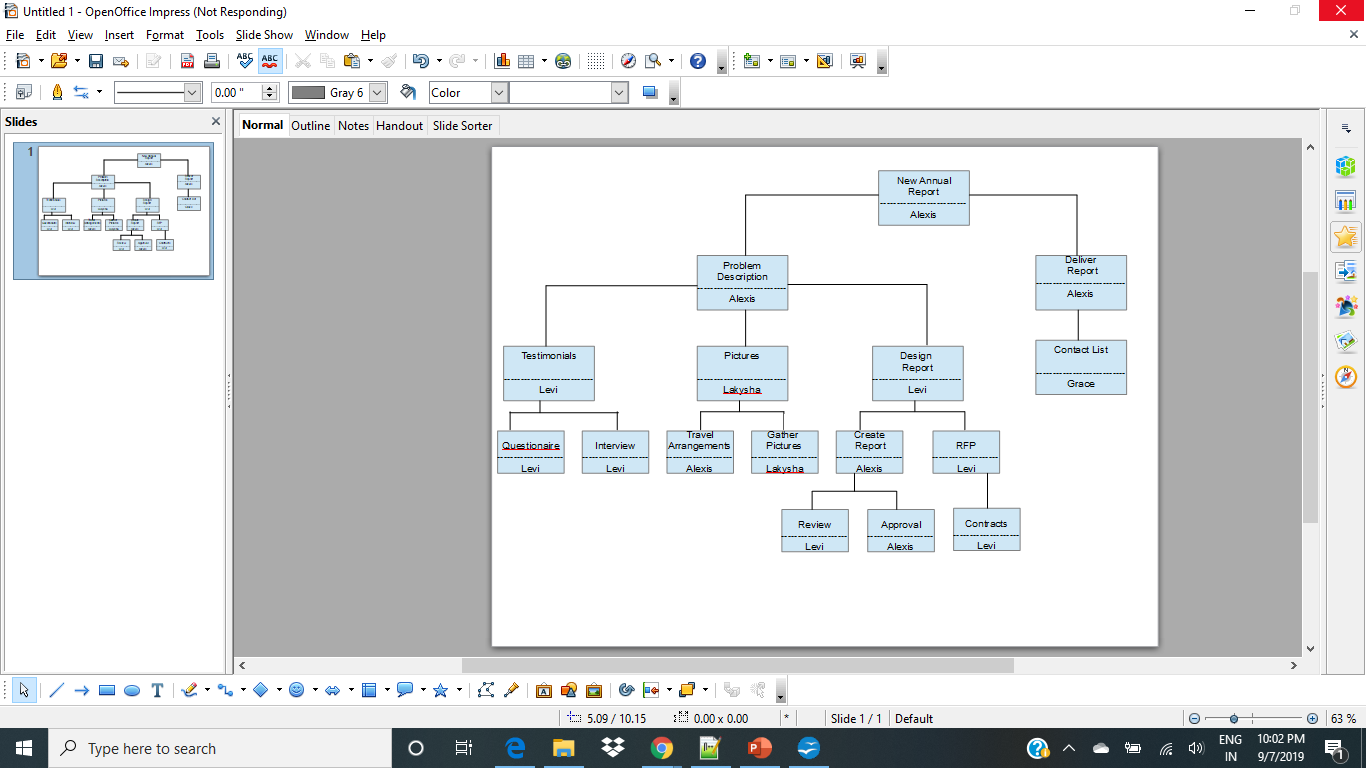 Untitled 1 - OpenOffice Impress (Not Responding)
File Edit View Insert Format Tools Slide Show Window Help
0.00 " Gray 6 Color
Slides
Normal Outline Notes Handout Slide Sorter
1
New Annual
Report
Alexis
Problem
Description
Alexis
Deliver
Report
Alexis
Testimonials
Levi
Pictures
Lakysha
Design
Report
Levi
Contact List
Grace
Questionaire
Levi
Interview
Levi
Travel
Arrangements
Alexis
Gather
Pictures
Lakysha
Create
Report
Alexis
RFP
Levi
Review
Levi
Approval
Alexis
Contracts
Levi
5.09 / 10.15 0.00 x 0.00 * Slide 1 / 1 Default 63 %
Type here to search
ENG
IN
10:02 PM
9/7/2019
1